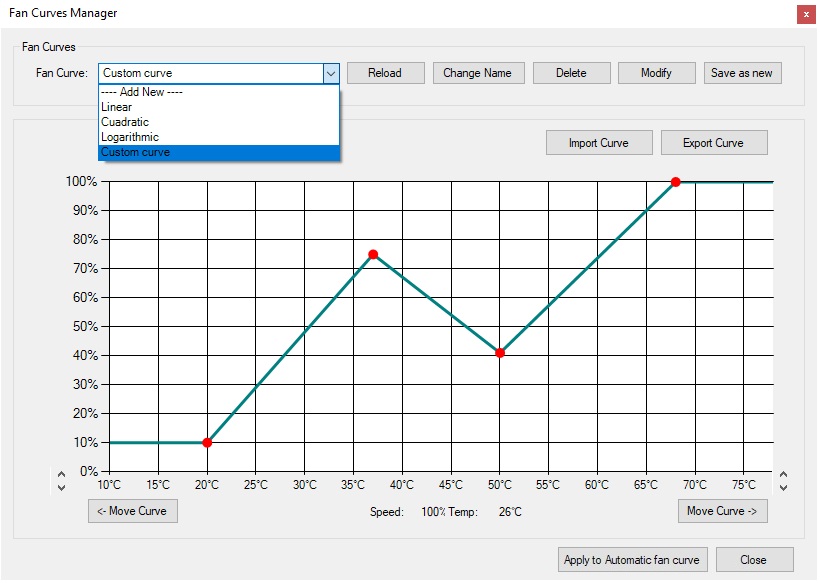 Fan Curves Manager
x
Fan Curves
Fan Curve: Custom curve Reload Change Name Delete Modify Save as new
---- Add New ----
Linear
Cuadratic
Logarithmic
Custom curve
Import Curve Export Curve
100%
90%
80%
70%
60%
50%
40%
30%
20%
10%
0%
10°C 15°C 20°C 25°C 30°C 35°C 40°C 45°C 50°C 55°C 60°C 65°C 70°C 75°C
<- Move Curve Speed: 100% Temp: 26°C Move Curve ->
Apply to Automatic fan curve Close